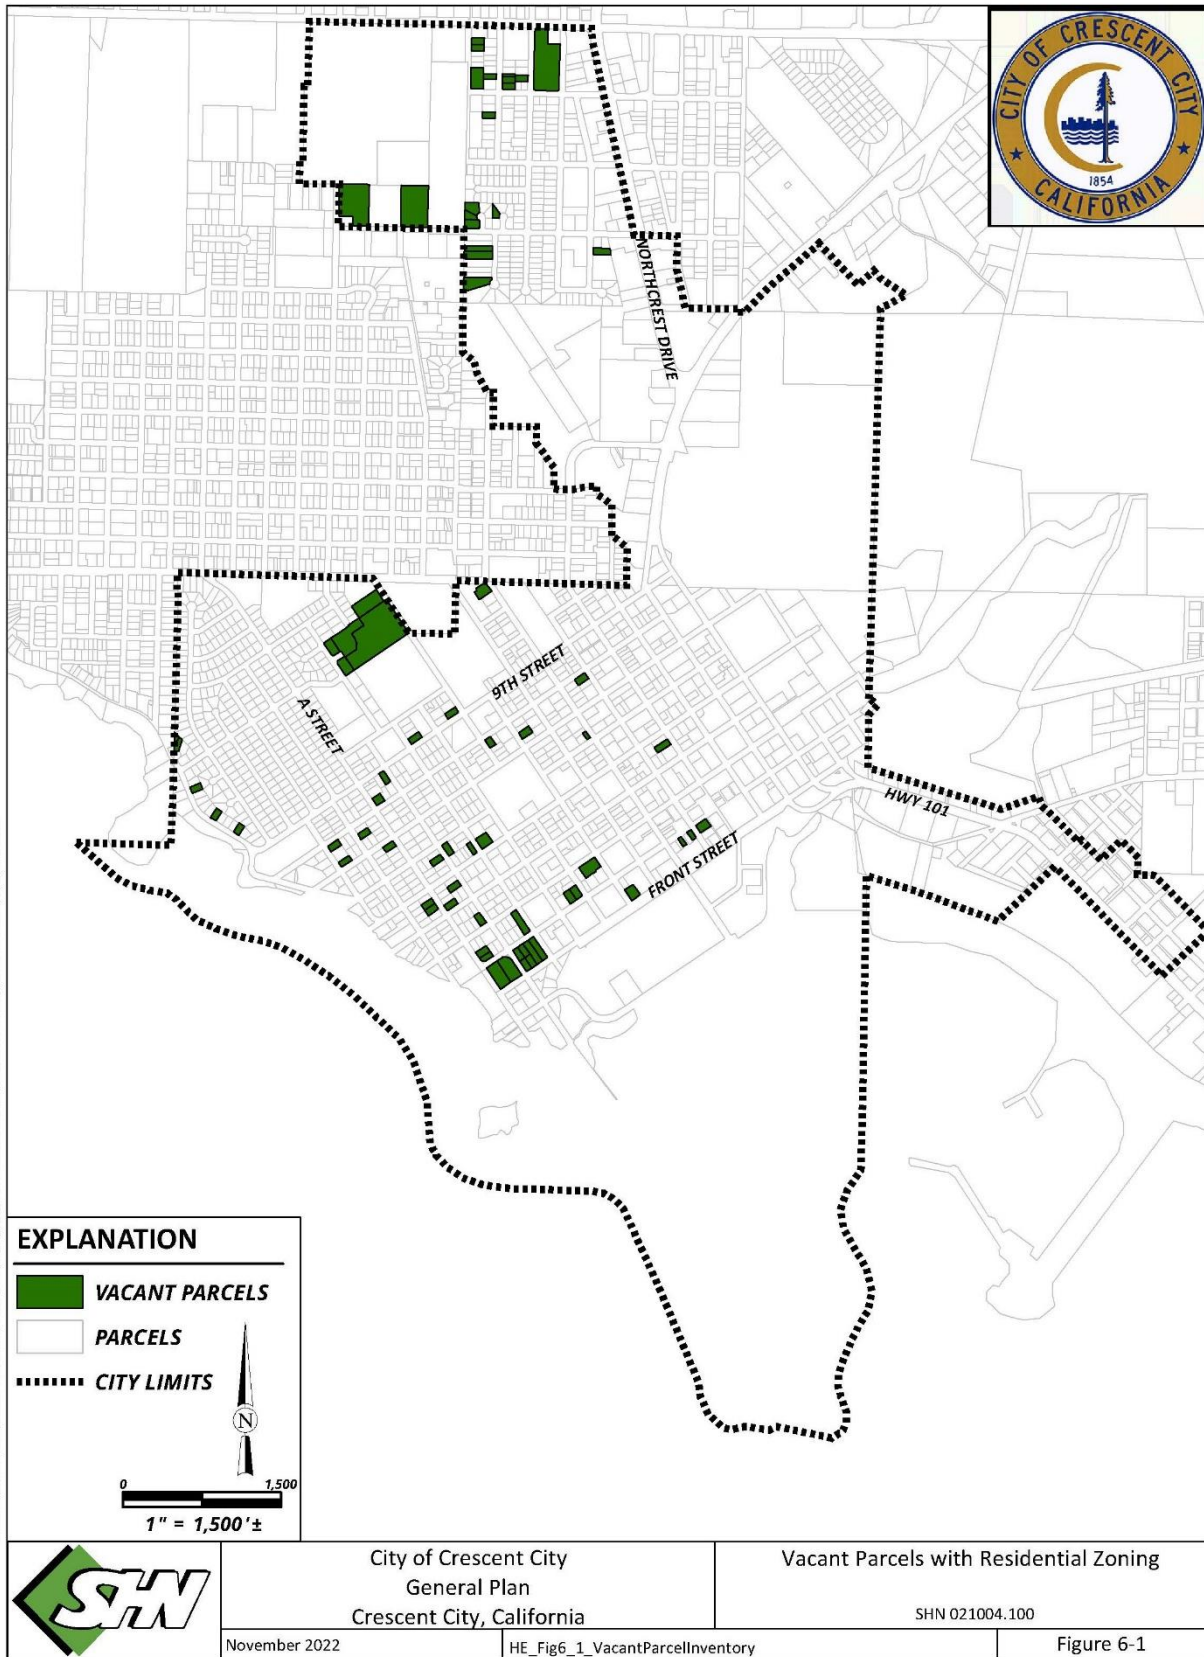 CITY OF CRESCENT CITY
1854
CALIFORNIA
NORTHCREST DRIVE
9TH STREET
A STREET
HWY 101
FRONT STREET
EXPLANATION
VACANT PARCELS
PARCELS
CITY LIMITS
N
0 1,500
1" = 1,500'±
SHN
City of Crescent City
General Plan
Crescent City, California
Vacant Parcels with Residential Zoning
SHN 021004.100
November 2022
HE_Fig6_1_VacantParcelInventory
Figure 6-1